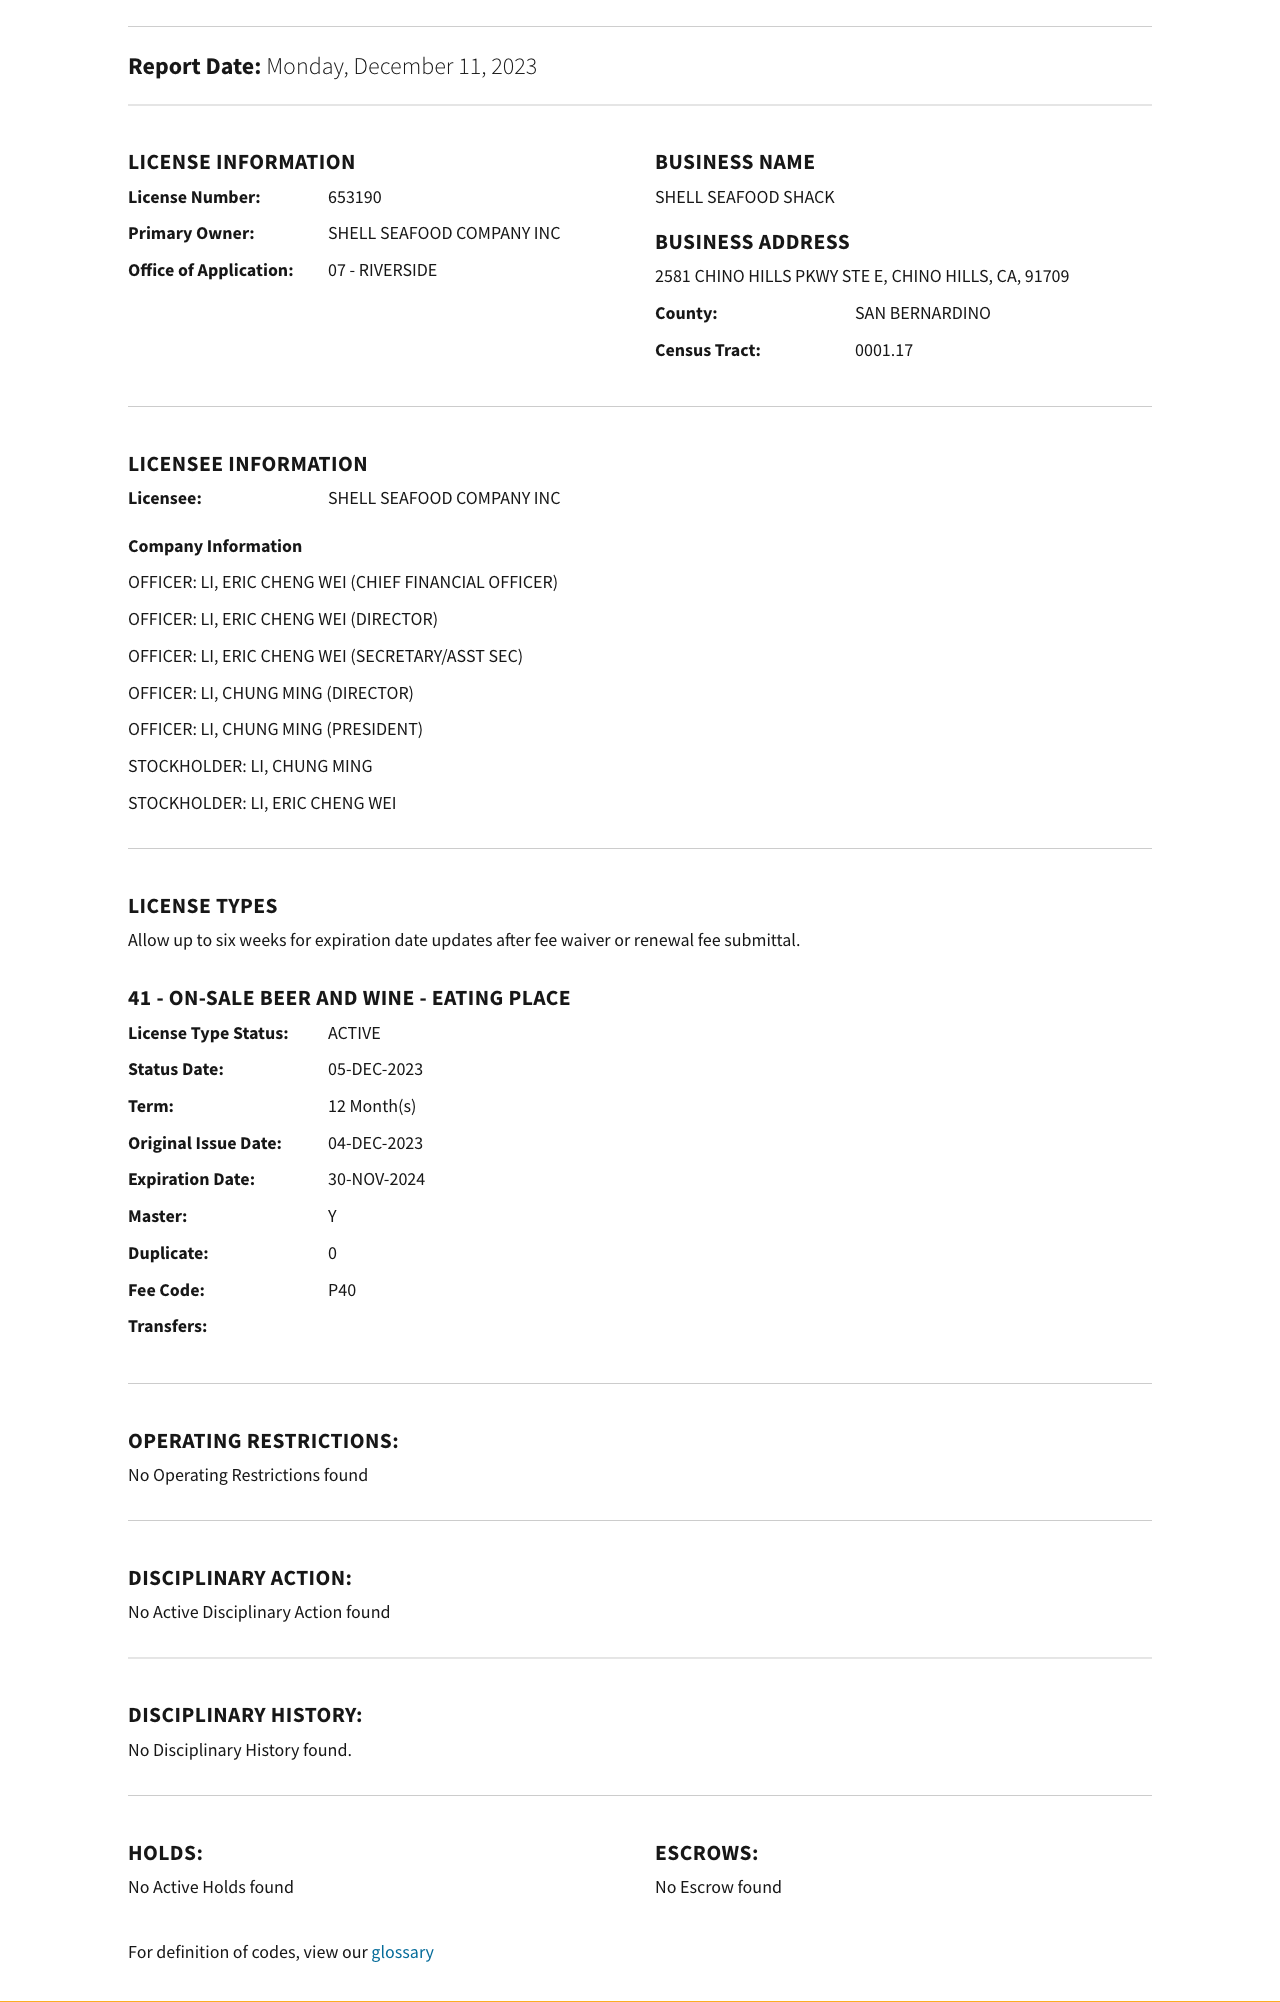 Report Date: Monday, December 11, 2023
LICENSE INFORMATION
License Number: 653190
Primary Owner: SHELL SEAFOOD COMPANY INC
Office of Application: 07 - RIVERSIDE
BUSINESS NAME
SHELL SEAFOOD SHACK
BUSINESS ADDRESS
2581 CHINO HILLS PKWY STE E, CHINO HILLS, CA, 91709
County: SAN BERNARDINO
Census Tract: 0001.17
LICENSEE INFORMATION
Licensee: SHELL SEAFOOD COMPANY INC
Company Information
OFFICER: LI, ERIC CHENG WEI (CHIEF FINANCIAL OFFICER)
OFFICER: LI, ERIC CHENG WEI (DIRECTOR)
OFFICER: LI, ERIC CHENG WEI (SECRETARY/ASST SEC)
OFFICER: LI, CHUNG MING (DIRECTOR)
OFFICER: LI, CHUNG MING (PRESIDENT)
STOCKHOLDER: LI, CHUNG MING
STOCKHOLDER: LI, ERIC CHENG WEI
LICENSE TYPES
Allow up to six weeks for expiration date updates after fee waiver or renewal fee submittal.
41 - ON-SALE BEER AND WINE - EATING PLACE
License Type Status: ACTIVE
Status Date: 05-DEC-2023
Term: 12 Month(s)
Original Issue Date: 04-DEC-2023
Expiration Date: 30-NOV-2024
Master: Y
Duplicate: 0
Fee Code: P40
Transfers:
OPERATING RESTRICTIONS:
No Operating Restrictions found
DISCIPLINARY ACTION:
No Active Disciplinary Action found
DISCIPLINARY HISTORY:
No Disciplinary History found.
HOLDS:
No Active Holds found
ESCROWS:
No Escrow found
For definition of codes, view our glossary